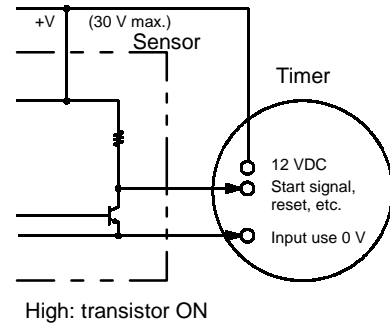 +V (30 V max.)
Sensor
Timer
12 VDC
Start signal,
reset, etc.
Input use 0 V
High: transistor ON